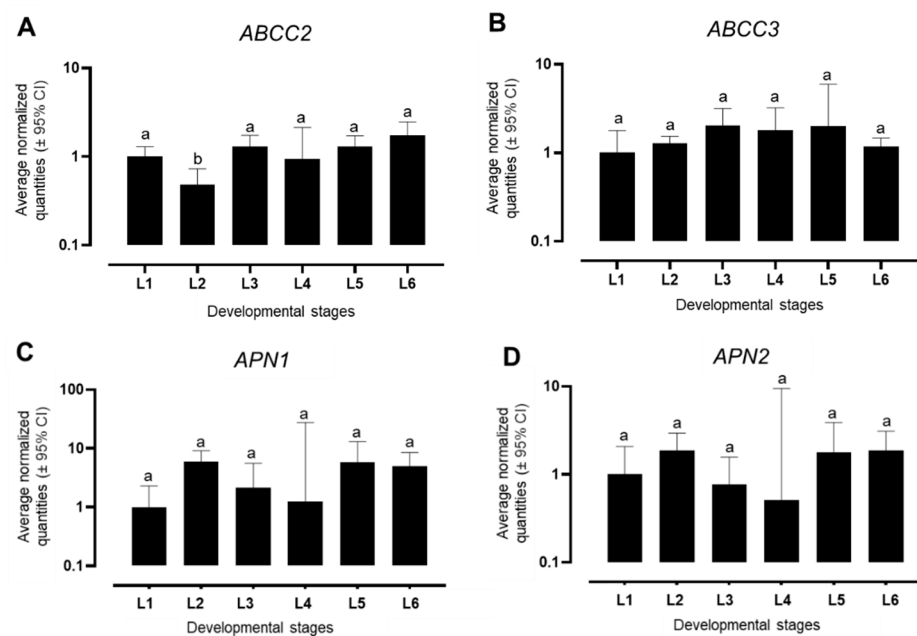 A
ABCC2
Average normalized
quantities (± 95% CI)
10
1
0.1
a
b
a
a
a
a
L1 L2 L3 L4 L5 L6
Developmental stages
B
ABCC3
Average normalized
quantities (± 95% CI)
10
1
0.1
a
a
a
a
a
a
L1 L2 L3 L4 L5 L6
Developmental stages
C
APN1
Average normalized
quantities (± 95% CI)
100
10
1
0.1
a
a
a
a
a
a
L1 L2 L3 L4 L5 L6
Developmental stages
D
APN2
Average normalized
quantities (± 95% CI)
10
1
0.1
a
a
a
a
a
a
L1 L2 L3 L4 L5 L6
Developmental stages